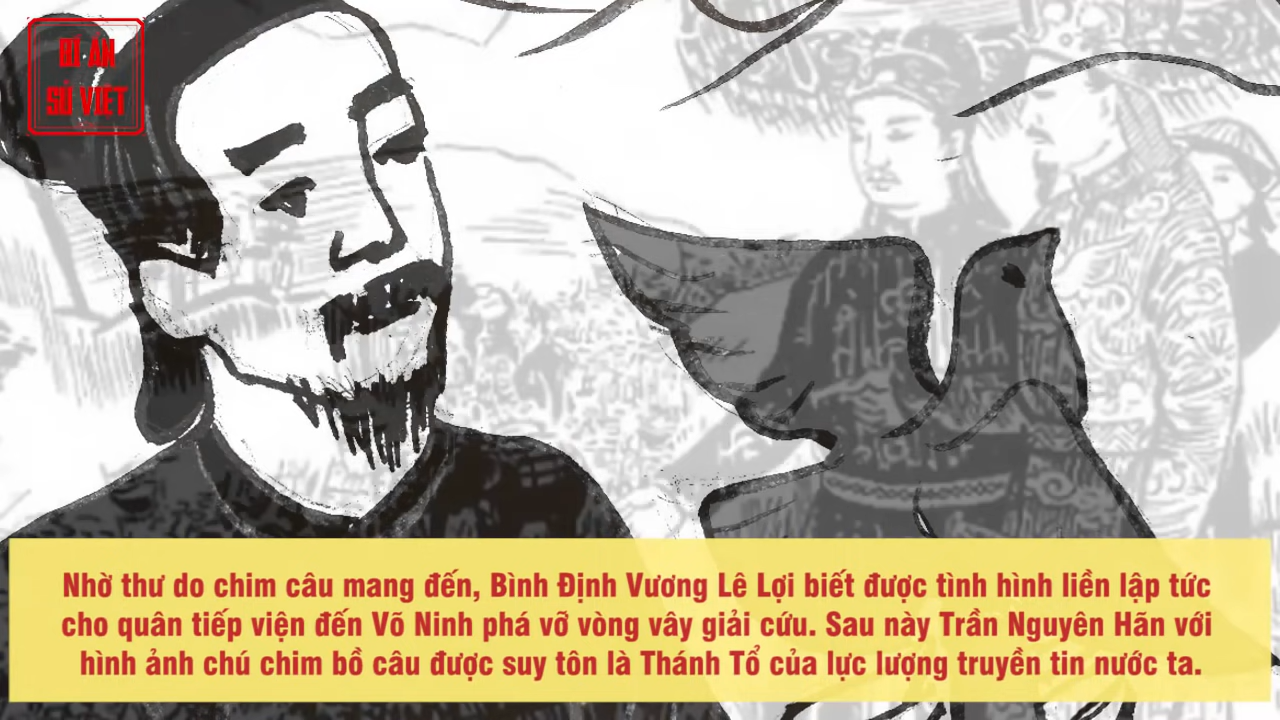 BÍ ẨN
SỬ VIỆT
Nhờ thư do chim câu mang đến, Bình Định Vương Lê Lợi biết được tình hình liền lập tức
cho quân tiếp viện đến Võ Ninh phá vỡ vòng vây giải cứu. Sau này Trần Nguyên Hãn với
hình ảnh chú chim bồ câu được suy tôn là Thánh Tổ của lực lượng truyền tin nước ta.